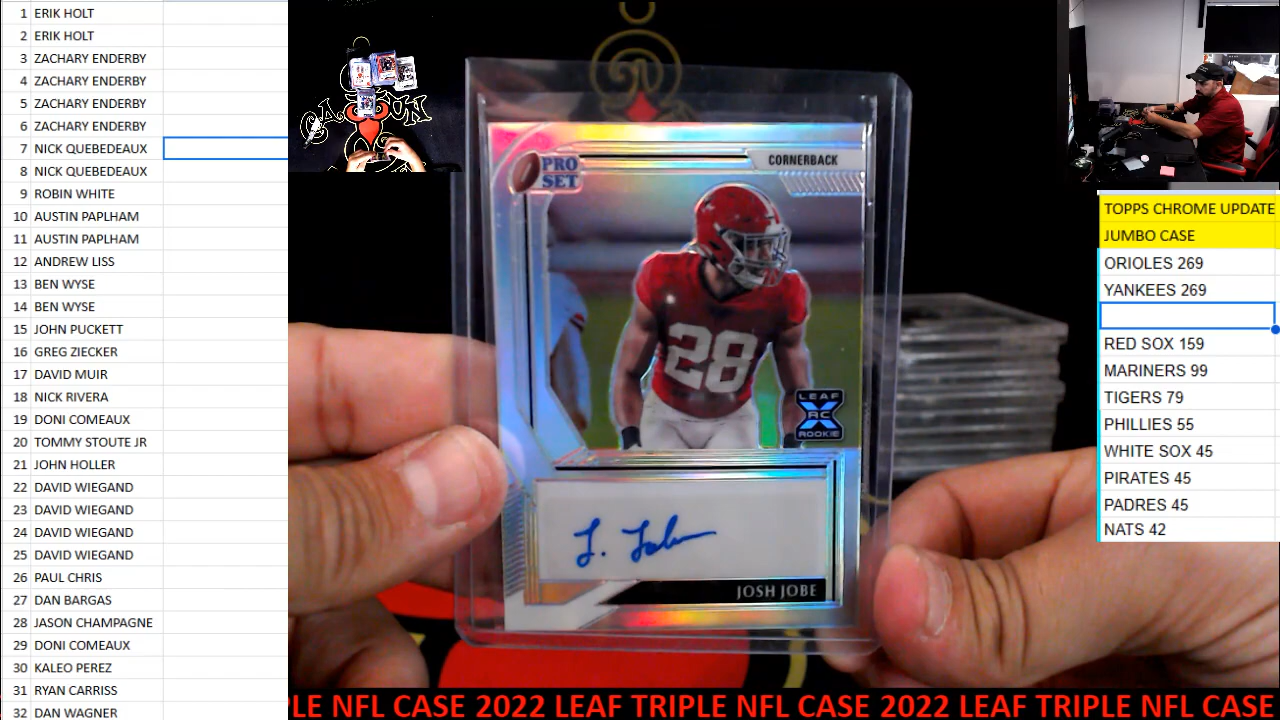 1 ERIK HOLT
2 ERIK HOLT
3 ZACHARY ENDERBY
4 ZACHARY ENDERBY
5 ZACHARY ENDERBY
6 ZACHARY ENDERBY
7 NICK QUEBEDEAUX
8 NICK QUEBEDEAUX
9 ROBIN WHITE
10 AUSTIN PAPLHAM
11 AUSTIN PAPLHAM
12 ANDREW LISS
13 BEN WYSE
14 BEN WYSE
15 JOHN PUCKETT
16 GREG ZIECKER
17 DAVID MUIR
18 NICK RIVERA
19 DONI COMEAUX
20 TOMMY STOUTE JR
21 JOHN HOLLER
22 DAVID WIEGAND
23 DAVID WIEGAND
24 DAVID WIEGAND
25 DAVID WIEGAND
26 PAUL CHRIS
27 DAN BARGAS
28 JASON CHAMPAGNE
29 DONI COMEAUX
30 KALEO PEREZ
31 RYAN CARRISS
32 DAN WAGNER
PRO
SET
CORNERBACK
28
LEAF
X
RC
ROOKIE
JOSH JOBE
TOPPS CHROME UPDATE
JUMBO CASE
ORIOLES 269
YANKEES 269
RED SOX 159
MARINERS 99
TIGERS 79
PHILLIES 55
WHITE SOX 45
PIRATES 45
PADRES 45
NATS 42
PLE NFL CASE 2022 LEAF TRIPLE NFL CASE 2022 LEAF TRIPLE NFL CASE